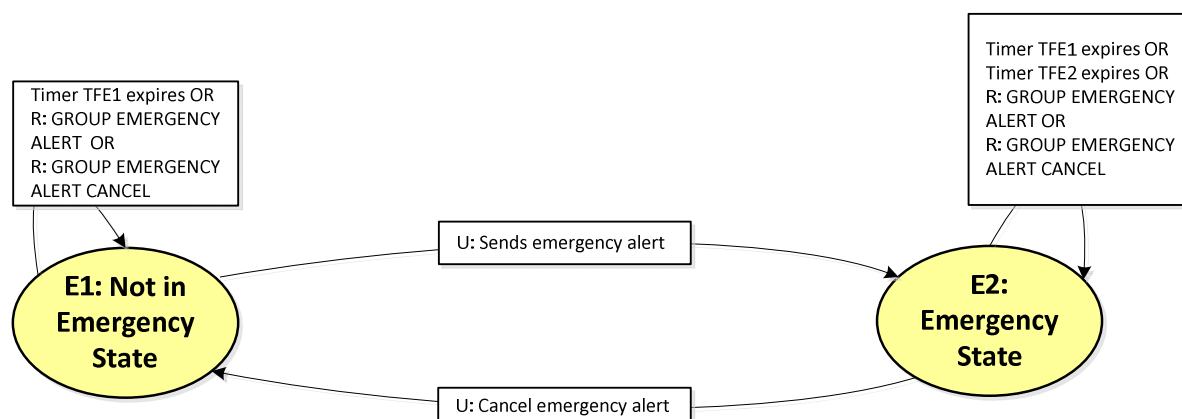 Timer TFE1 expires OR
R: GROUP EMERGENCY
ALERT OR
R: GROUP EMERGENCY
ALERT CANCEL
Timer TFE1 expires OR
Timer TFE2 expires OR
R: GROUP EMERGENCY
ALERT OR
R: GROUP EMERGENCY
ALERT CANCEL
U: Sends emergency alert
E1: Not in
Emergency
State
E2:
Emergency
State
U: Cancel emergency alert